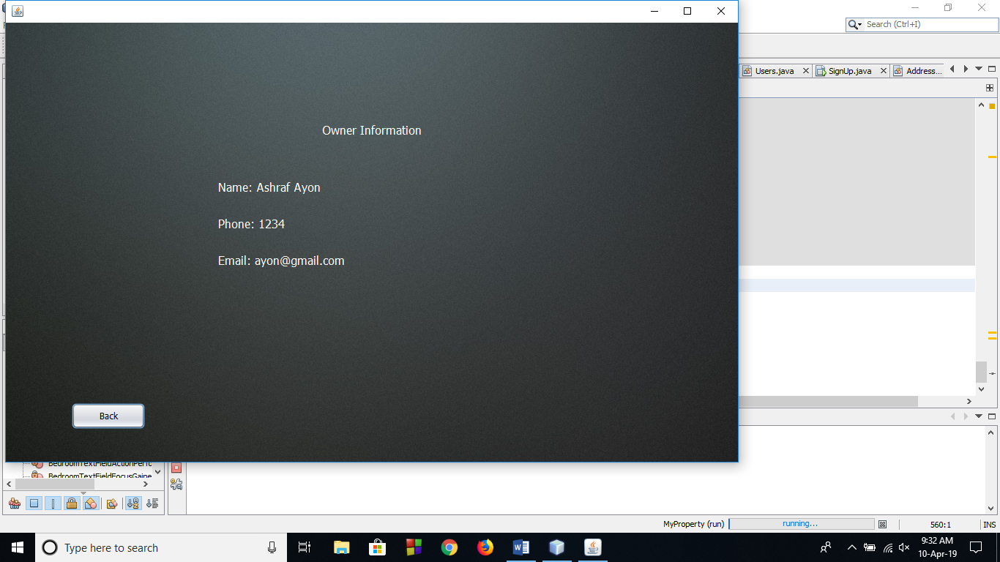 Search (Ctrl+I)
Users.java
SignUp.java
Address...
Owner Information
Name: Ashraf Ayon
Phone: 1234
Email: ayon@gmail.com
Back
BedroomTextFieldActionPerfo
BedroomTextFieldFocusGaine
MyProperty (run)
running...
560:1
INS
Type here to search
9:32 AM
10-Apr-19